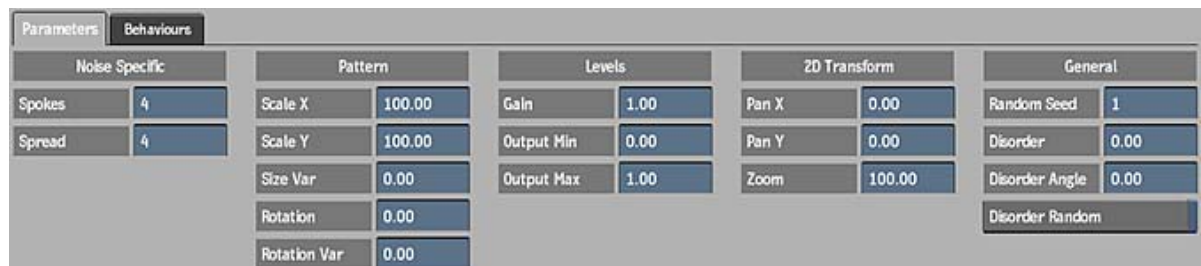 Parameters Behaviours
Noise Specific
Spokes 4
Spread 4
Pattern
Scale X 100.00
Scale Y 100.00
Size Var 0.00
Rotation 0.00
Rotation Var 0.00
Levels
Gain 1.00
Output Min 0.00
Output Max 1.00
2D Transform
Pan X 0.00
Pan Y 0.00
Zoom 100.00
General
Random Seed 1
Disorder 0.00
Disorder Angle 0.00
Disorder Random